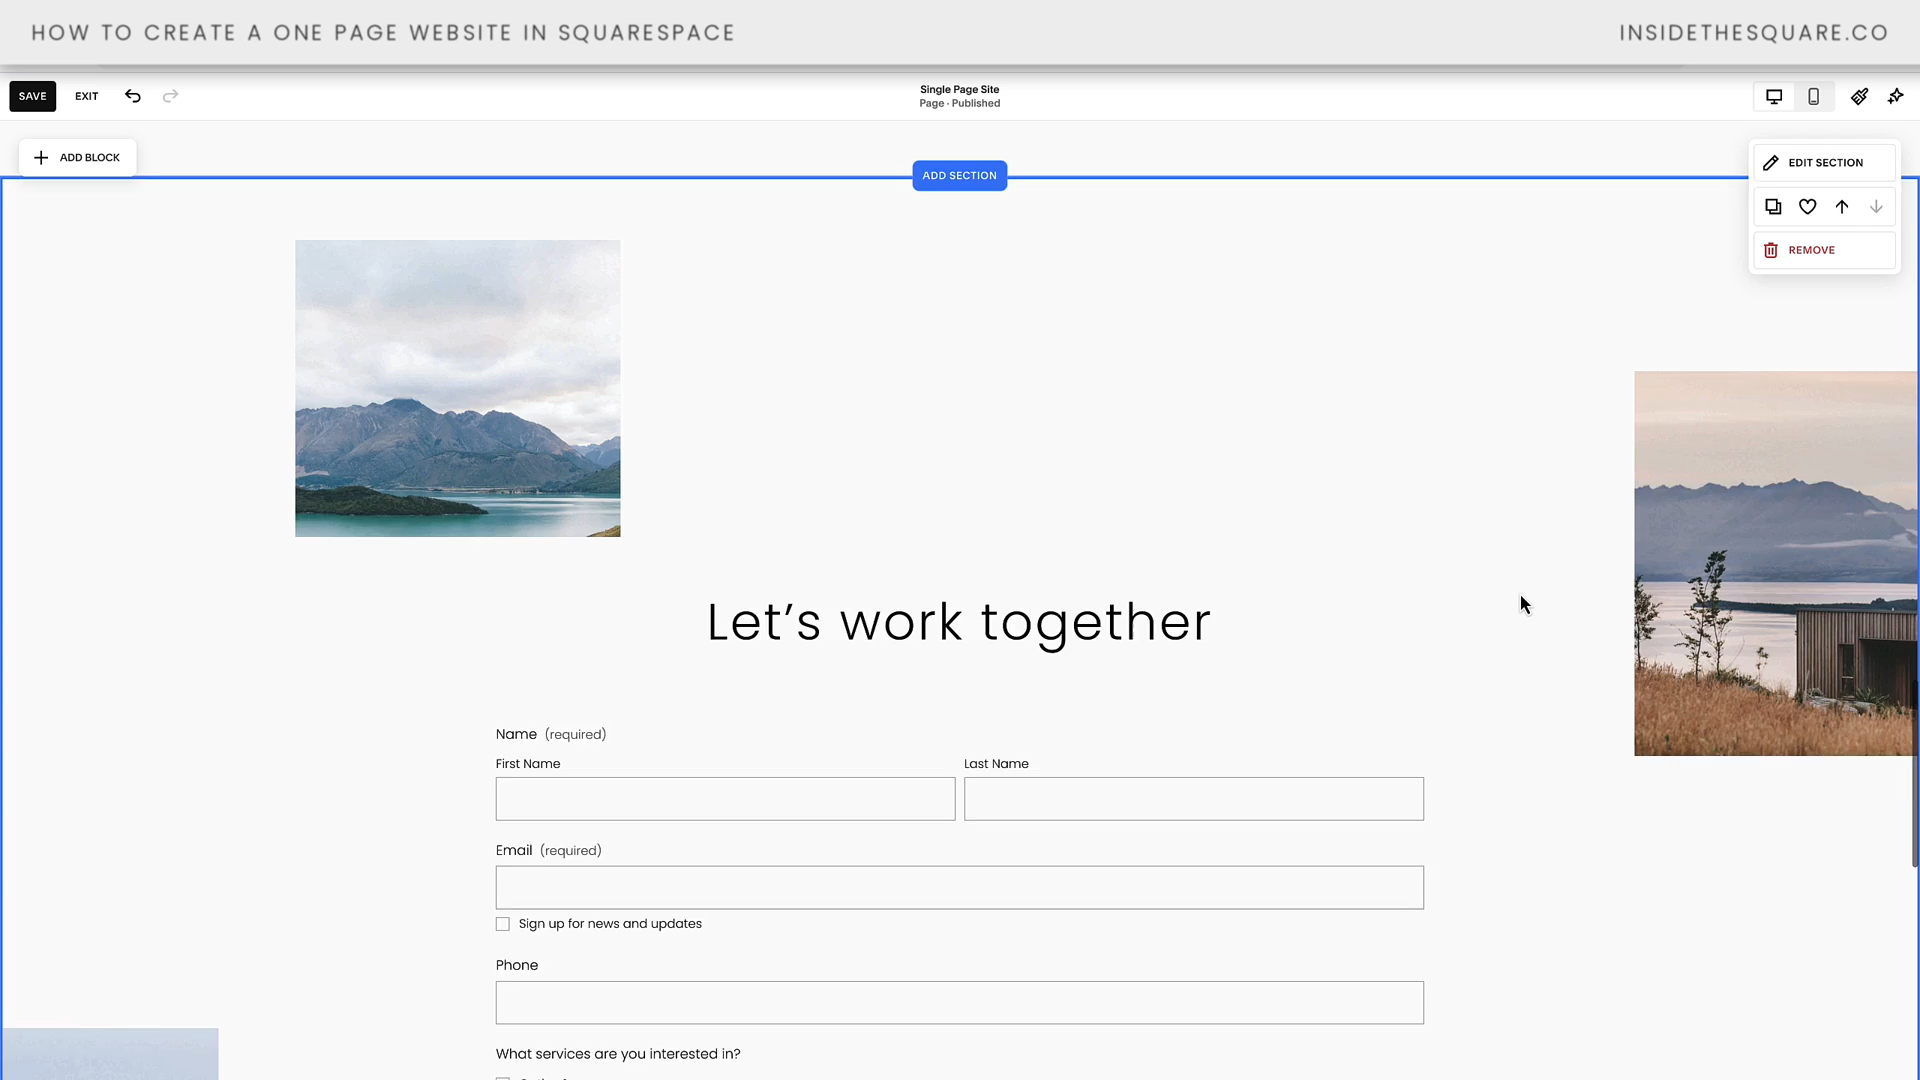 HOW TO CREATE A ONE PAGE WEBSITE IN SQUARESPACE
INSIDETHESQUARE.CO
SAVE
EXIT
Single Page Site
Page · Published
ADD BLOCK
ADD SECTION
EDIT SECTION
REMOVE
Let’s work together
Name (required)
First Name
Last Name
Email (required)
Sign up for news and updates
Phone
What services are you interested in?